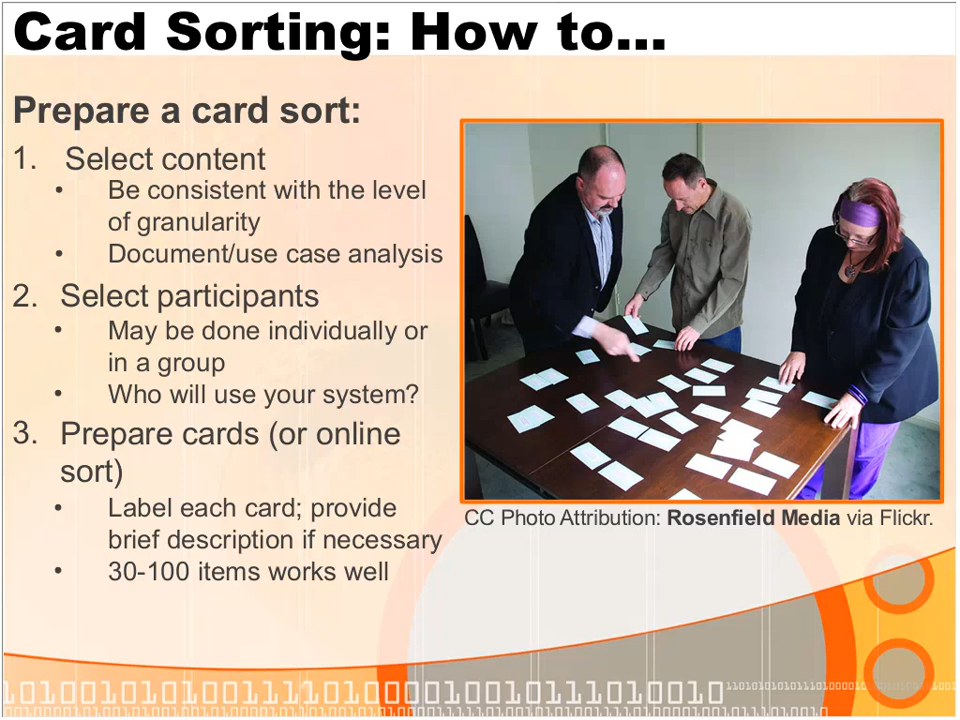 Card Sorting: How to...
Prepare a card sort:
1. Select content
• Be consistent with the level
of granularity
• Document/use case analysis
2. Select participants
• May be done individually or
in a group
• Who will use your system?
3. Prepare cards (or online
sort)
• Label each card; provide
brief description if necessary
• 30-100 items works well
CC Photo Attribution: Rosenfield Media via Flickr.